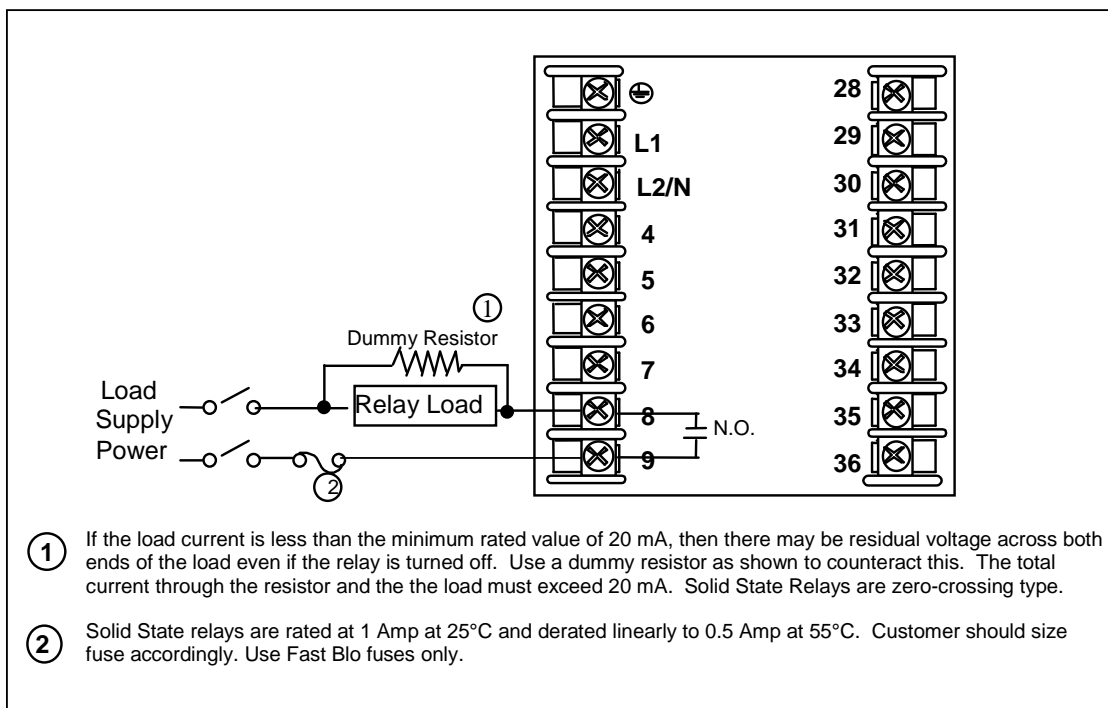 28
L1
29
L2/N
30
4
31
5
32
6
33
1
Dummy Resistor
7
34
Load
Supply
Power
Relay Load
8
35
N.O.
9
36
2
1 If the load current is less than the minimum rated value of 20 mA, then there may be residual voltage across both
ends of the load even if the relay is turned off. Use a dummy resistor as shown to counteract this. The total
current through the resistor and the the load must exceed 20 mA. Solid State Relays are zero-crossing type.
2 Solid State relays are rated at 1 Amp at 25°C and derated linearly to 0.5 Amp at 55°C. Customer should size
fuse accordingly. Use Fast Blo fuses only.